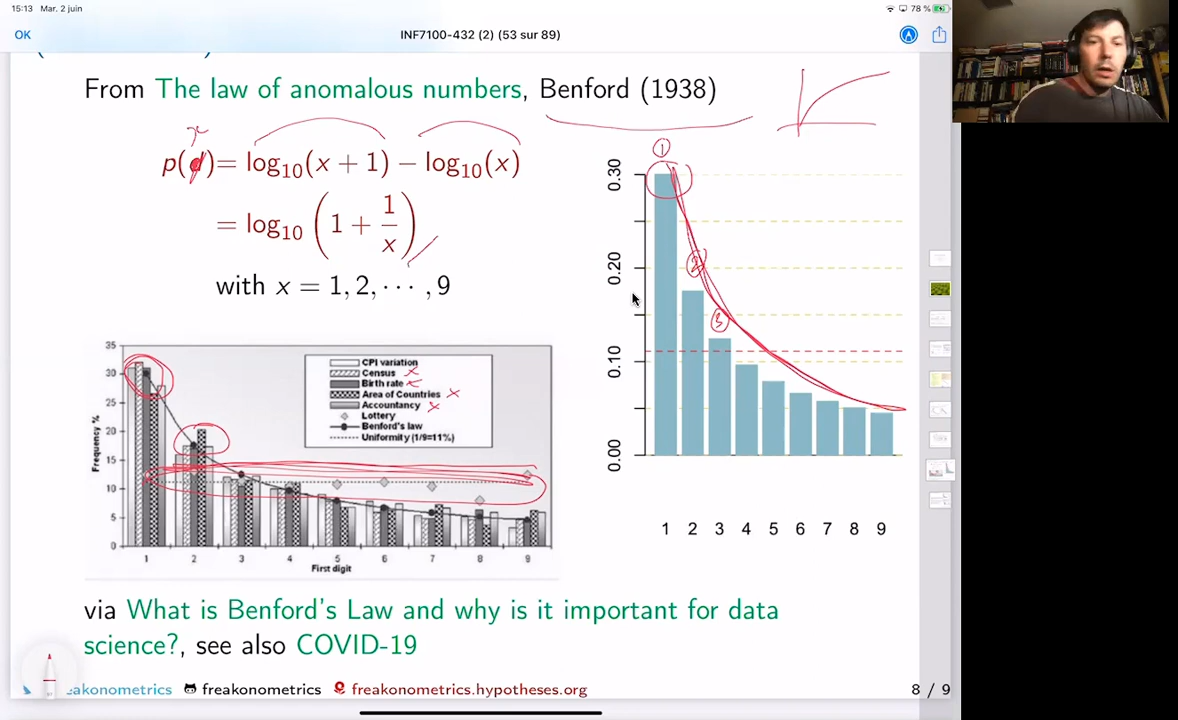 15:13 Mar. 2 juin
78 %
OK
INF7100-432 (2) (53 sur 89)
From The law of anomalous numbers, Benford (1938)
x
p(d)= log10(x + 1) − log10(x)
= log10 (1 + 1/x)
with x = 1, 2, ··· , 9
0.30
0.20
0.10
0.00
1 2 3 4 5 6 7 8 9
1
2
3
35
30
25
20
15
10
5
0
Frequency %
CPI variation
Census x
Birth rate
Area of Countries x
Accountancy x
Lottery
Benford's law
Uniformity (1/9=11%)
1 2 3 4 5 6 7 8 9
First digit
via What is Benford's Law and why is it important for data
science?, see also COVID-19
akonometrics freakonometrics freakonometrics.hypotheses.org
8 / 9